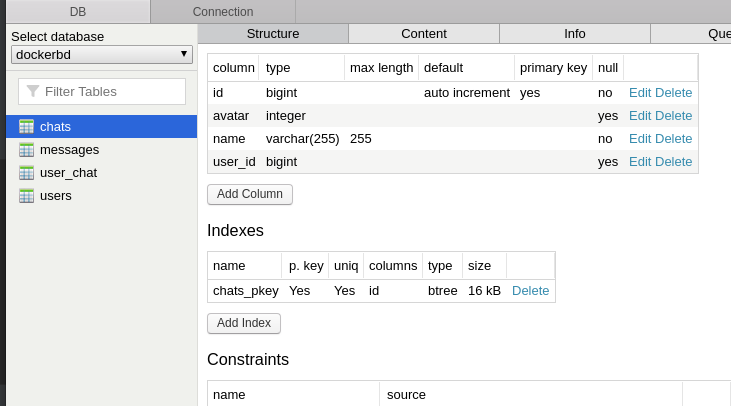 DB Connection
Select database
dockerbd
Filter Tables
chats
messages
user_chat
users
Structure Content Info Que
column type max length default primary key null
id bigint auto increment yes no Edit Delete
avatar integer yes Edit Delete
name varchar(255) 255 no Edit Delete
user_id bigint yes Edit Delete
Add Column
Indexes
name p. key uniq columns type size
chats_pkey Yes Yes id btree 16 kB Delete
Add Index
Constraints
name source